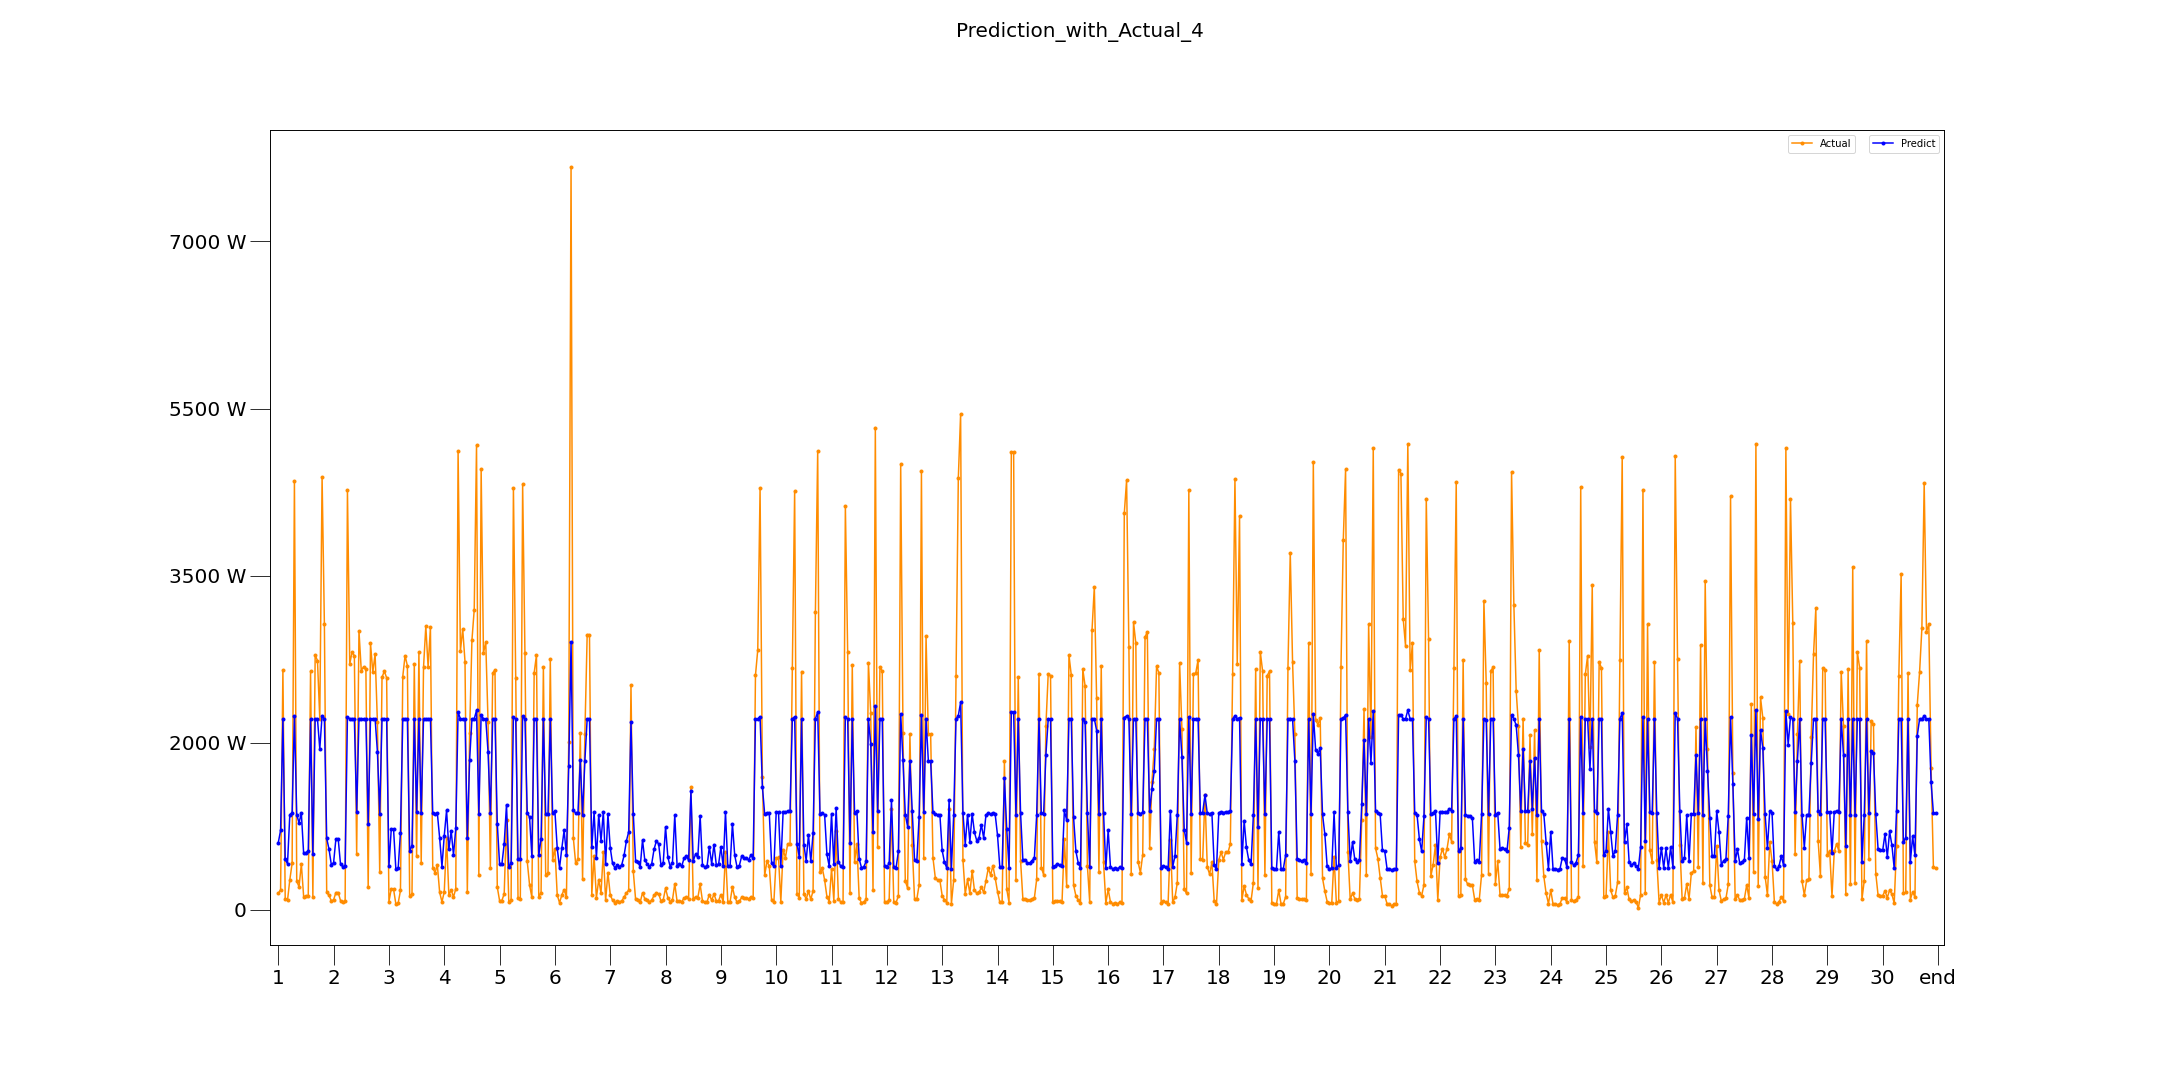 Prediction_with_Actual_4
Actual Predict
7000 W
5500 W
3500 W
2000 W
0
1 2 3 4 5 6 7 8 9 10 11 12 13 14 15 16 17 18 19 20 21 22 23 24 25 26 27 28 29 30 end